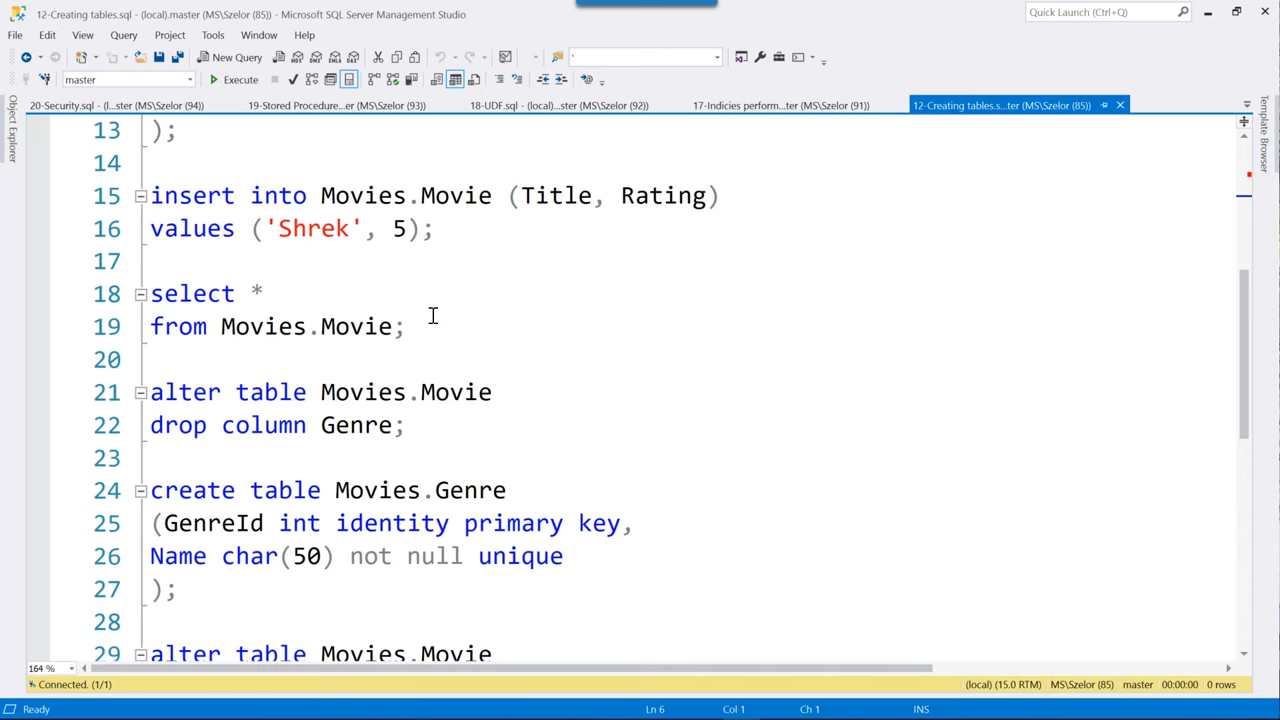 12-Creating tables.sql - (local).master (MS\Szelor (85)) - Microsoft SQL Server Management Studio
Quick Launch (Ctrl+Q)
File Edit View Query Project Tools Window Help
New Query
MDX DMX XMLA DAX
master Execute
20-Security.sql - (l...ster (MS\Szelor (94)) 19-Stored Procedure...er (MS\Szelor (93)) 18-UDF.sql - (local)...ster (MS\Szelor (92)) 17-Indicies perform...ter (MS\Szelor (91)) 12-Creating tables.s...ter (MS\Szelor (85))
Object Explorer
Template Browser
13 );
14
15 insert into Movies.Movie (Title, Rating)
16 values ('Shrek', 5);
17
18 select *
19 from Movies.Movie;
20
21 alter table Movies.Movie
22 drop column Genre;
23
24 create table Movies.Genre
25 (GenreId int identity primary key,
26 Name char(50) not null unique
27 );
28
29 alter table Movies.Movie
164 %
Connected. (1/1) (local) (15.0 RTM) MS\Szelor (85) master 00:00:00 0 rows
Ready Ln 6 Col 1 Ch 1 INS